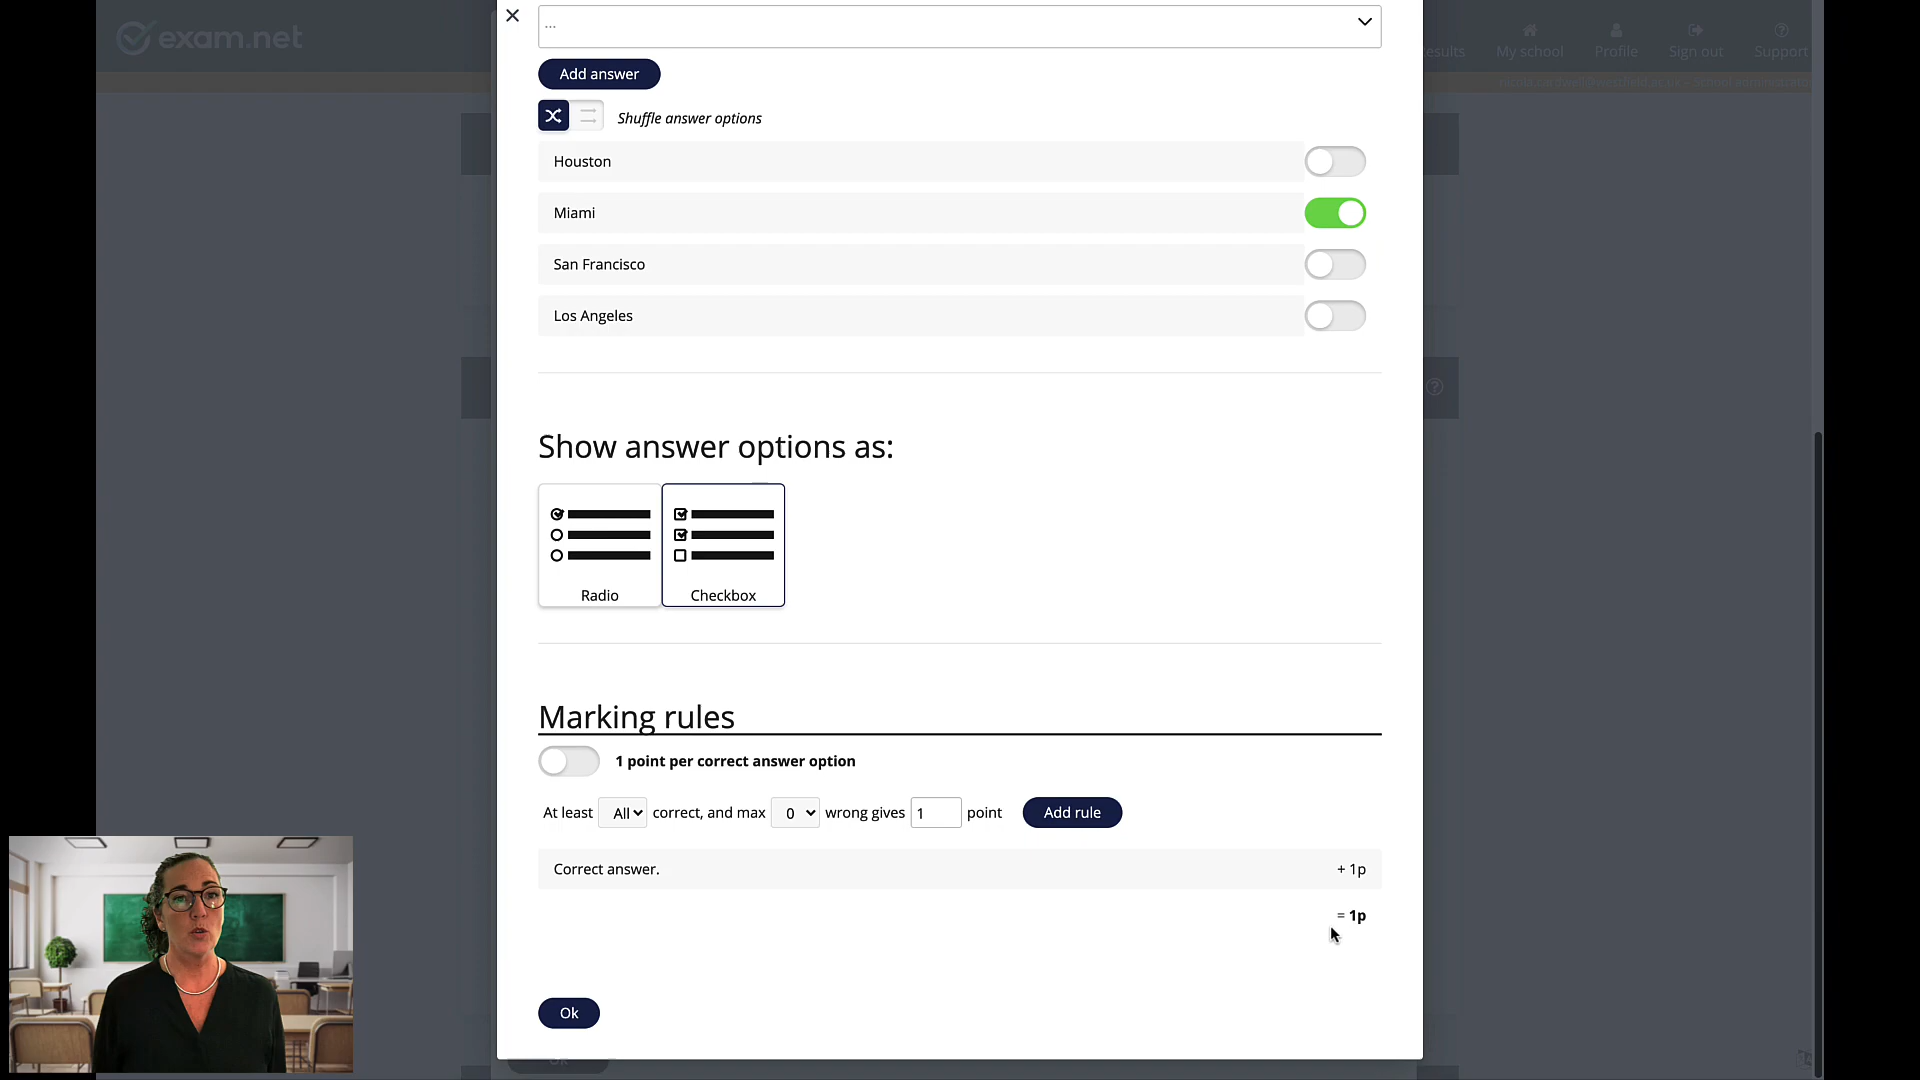 exam.net
My school
Profile
Sign out
Support
...
Add answer
Shuffle answer options
Houston
Miami
San Francisco
Los Angeles
Show answer options as:
Radio
Checkbox
Marking rules
1 point per correct answer option
At least All correct, and max 0 wrong gives 1 point Add rule
Correct answer. + 1p
= 1p
Ok